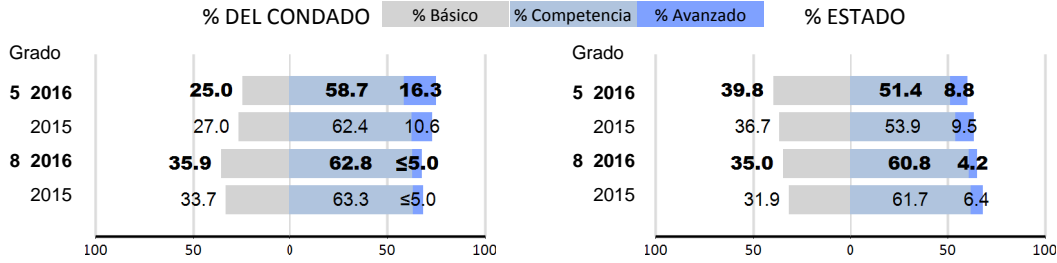 % DEL CONDADO % Básico % Competencia % Avanzado % ESTADO
Grado Grado
5 2016 25.0 58.7 16.3 5 2016 39.8 51.4 8.8
2015 27.0 62.4 10.6 2015 36.7 53.9 9.5
8 2016 35.9 62.8 ≤5.0 8 2016 35.0 60.8 4.2
2015 33.7 63.3 ≤5.0 2015 31.9 61.7 6.4
100 50 0 50 100 100 50 0 50 100